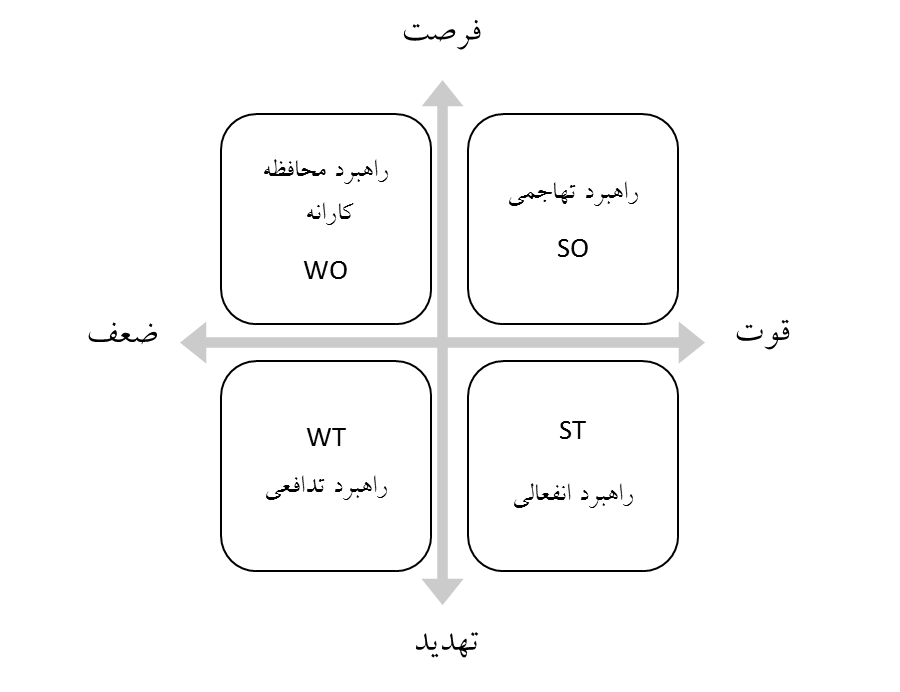 فرصت
راهبرد تهاجمی
SO
راهبرد محافظه
کارانه
WO
قوت
ضعف
ST
راهبرد انفعالی
WT
راهبرد تدافعی
تهدید